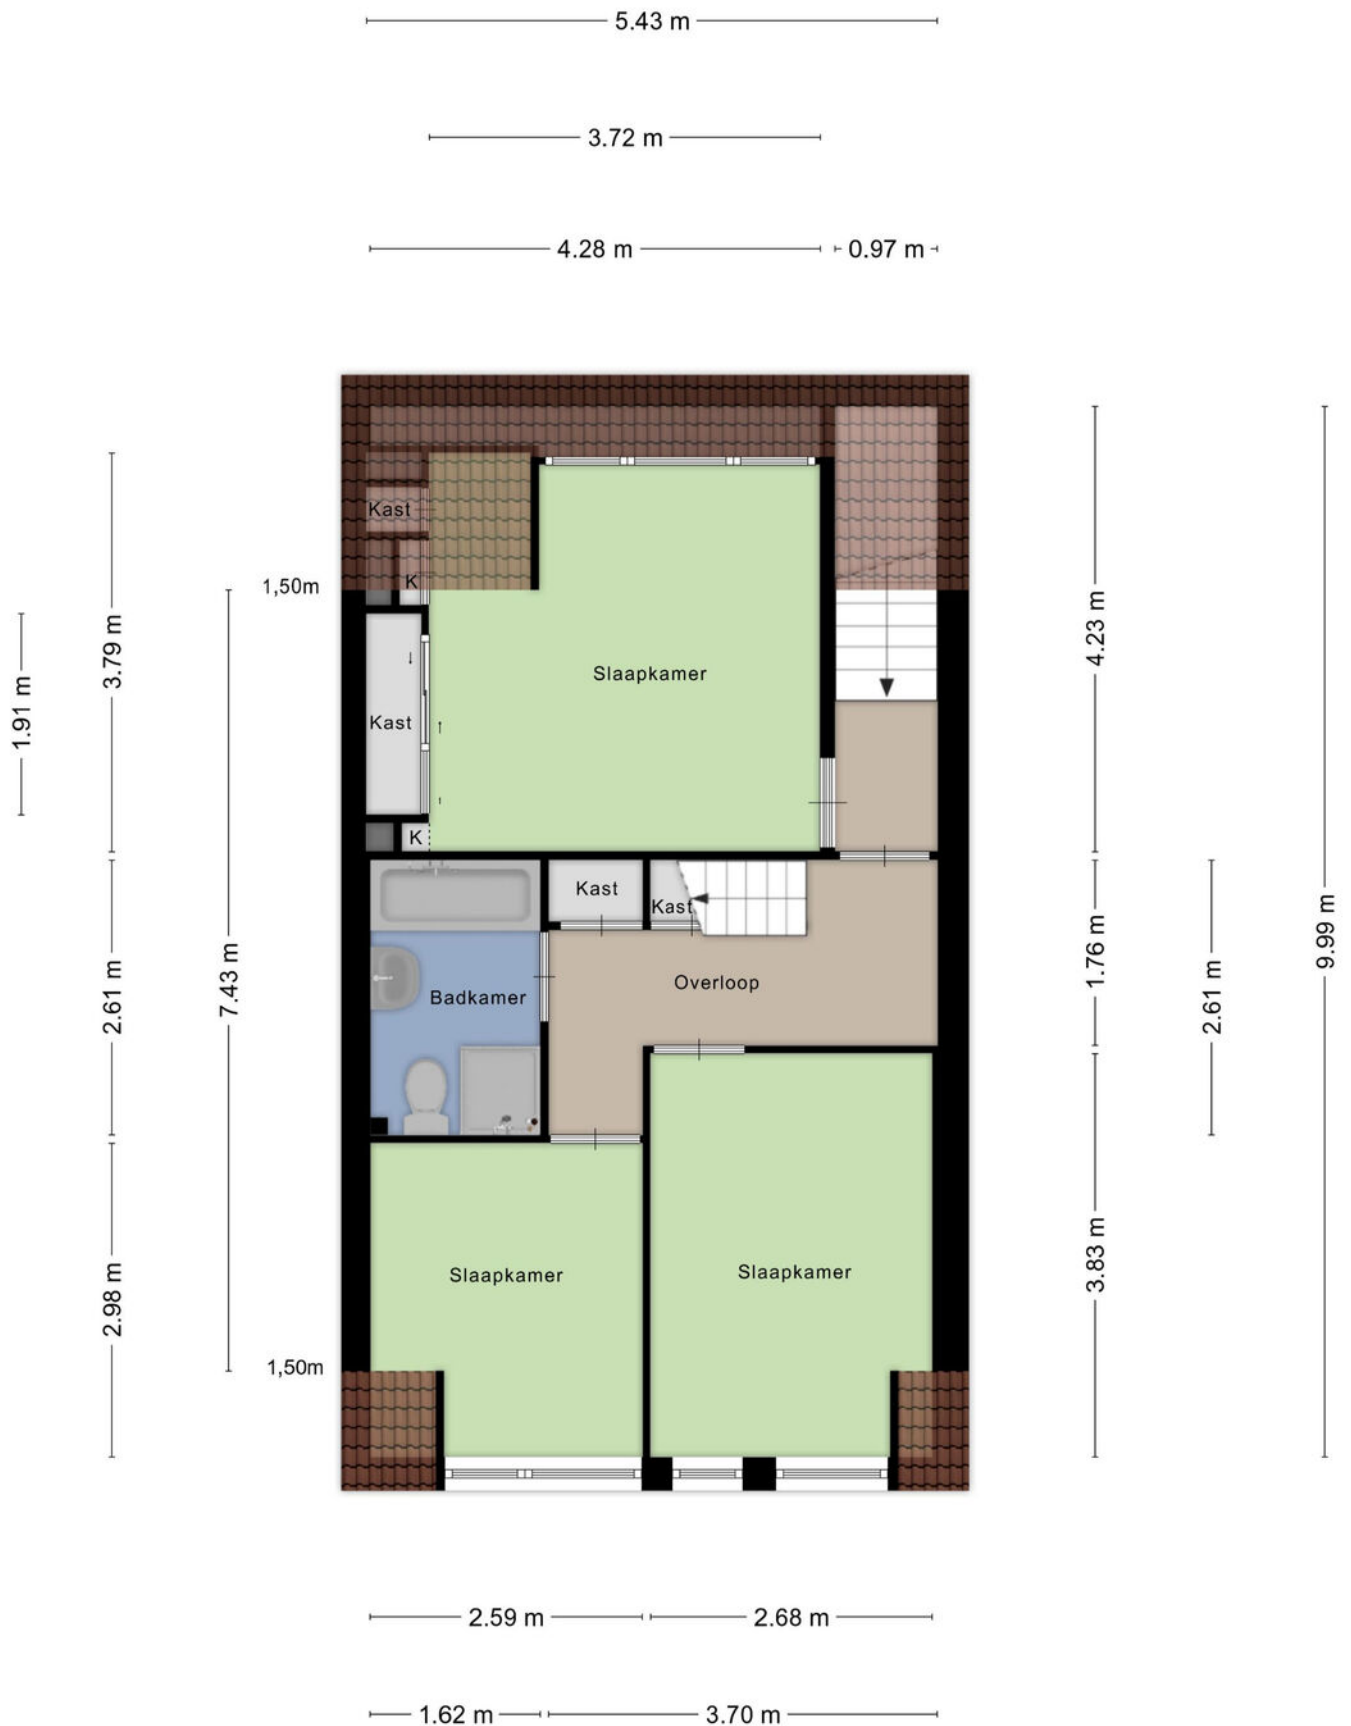 5.43 m
3.72 m
4.28 m
0.97 m
Kast
K
1,50m
3.79 m
4.23 m
Slaapkamer
1.91 m
Kast
K
Kast
Kast
9.99 m
1.76 m
7.43 m
2.61 m
Overloop
Badkamer
2.61 m
3.83 m
Slaapkamer
Slaapkamer
2.98 m
1,50m
2.59 m
2.68 m
1.62 m
3.70 m